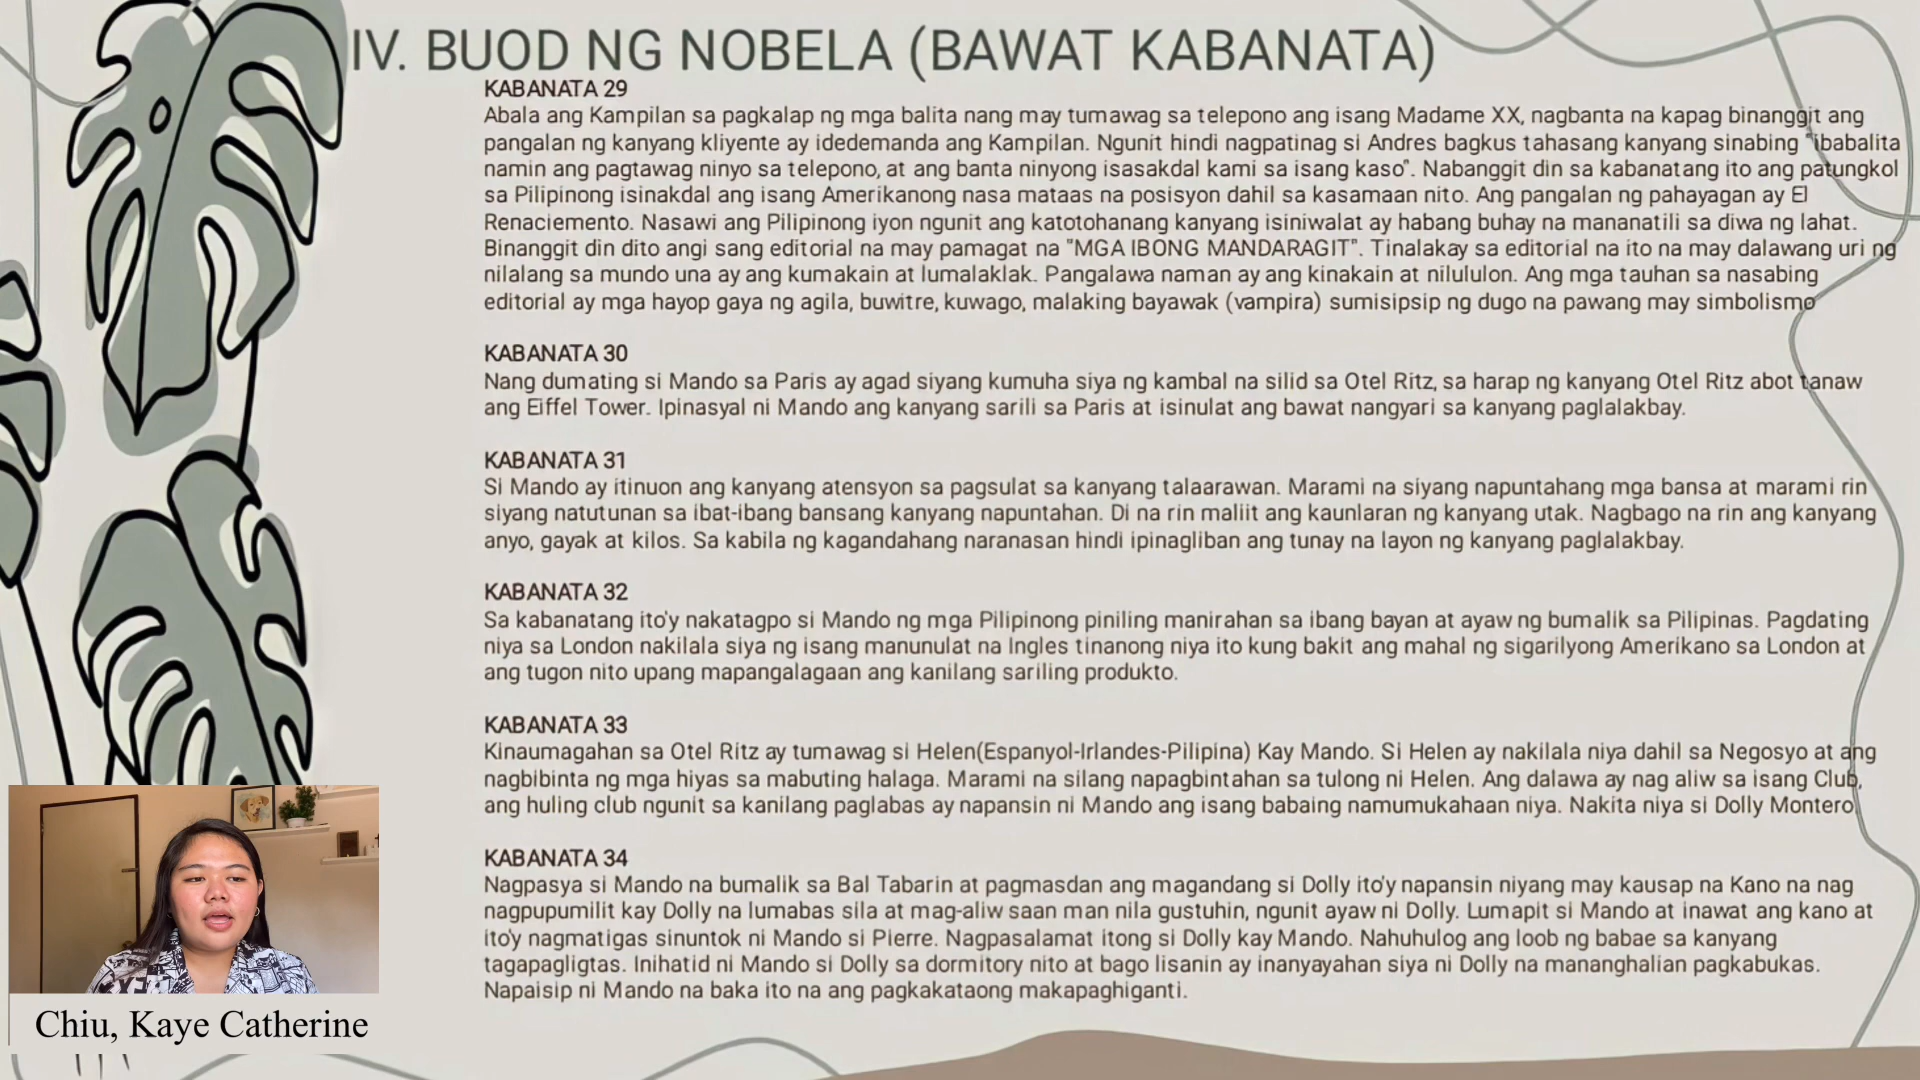 IV. BUOD NG NOBELA (BAWAT KABANATA)
KABANATA 29
Abala ang Kampilan sa pagkalap ng mga balita nang may tumawag sa telepono ang isang Madame XX, nagbanta na kapag binanggit ang
pangalan ng kanyang kliyente ay idedemanda ang Kampilan. Ngunit hindi nagpatinag si Andres bagkus tahasang kanyang sinabing "ibabalita
namin ang pagtawag ninyo sa telepono, at ang banta ninyong isasakdal kami sa isang kaso". Nabanggit din sa kabanatang ito ang patungkol
sa Pilipinong isinakdal ang isang Amerikanong nasa mataas na posisyon dahil sa kasamaan nito. Ang pangalan ng pahayagan ay El
Renaciemento. Nasawi ang Pilipinong iyon ngunit ang katotohanang kanyang isiniwalat ay habang buhay na mananatili sa diwa ng lahat.
Binanggit din dito angi sang editorial na may pamagat na "MGA IBONG MANDARAGIT". Tinalakay sa editorial na ito na may dalawang uri ng
nilalang sa mundo una ay ang kumakain at lumalaklak. Pangalawa naman ay ang kinakain at nilululon. Ang mga tauhan sa nasabing
editorial ay mga hayop gaya ng agila, buwitre, kuwago, malaking bayawak (vampira) sumisipsip ng dugo na pawang may simbolismo
KABANATA 30
Nang dumating si Mando sa Paris ay agad siyang kumuha siya ng kambal na silid sa Otel Ritz, sa harap ng kanyang Otel Ritz abot tanaw
ang Eiffel Tower. Ipinasyal ni Mando ang kanyang sarili sa Paris at isinulat ang bawat nangyari sa kanyang paglalakbay.
KABANATA 31
Si Mando ay itinuon ang kanyang atensyon sa pagsulat sa kanyang talaarawan. Marami na siyang napuntahang mga bansa at marami rin
siyang natutunan sa ibat-ibang bansang kanyang napuntahan. Di na rin maliit ang kaunlaran ng kanyang utak. Nagbago na rin ang kanyang
anyo, gayak at kilos. Sa kabila ng kagandahang naranasan hindi ipinagliban ang tunay na layon ng kanyang paglalakbay.
KABANATA 32
Sa kabanatang ito'y nakatagpo si Mando ng mga Pilipinong piniling manirahan sa ibang bayan at ayaw ng bumalik sa Pilipinas. Pagdating
niya sa London nakilala siya ng isang manunulat na Ingles tinanong niya ito kung bakit ang mahal ng sigarilyong Amerikano sa London at
ang tugon nito upang mapangalagaan ang kanilang sariling produkto.
KABANATA 33
Kinaumagahan sa Otel Ritz ay tumawag si Helen(Espanyol-Irlandes-Pilipina) Kay Mando. Si Helen ay nakilala niya dahil sa Negosyo at ang
nagbibinta ng mga hiyas sa mabuting halaga. Marami na silang napagbintahan sa tulong ni Helen. Ang dalawa ay nag aliw sa isang Club,
ang huling club ngunit sa kanilang paglabas ay napansin ni Mando ang isang babaing namumukahaan niya. Nakita niya si Dolly Montero.
KABANATA 34
Nagpasya si Mando na bumalik sa Bal Tabarin at pagmasdan ang magandang si Dolly ito'y napansin niyang may kausap na Kano na nag
nagpupumilit kay Dolly na lumabas sila at mag-aliw saan man nila gustuhin, ngunit ayaw ni Dolly. Lumapit si Mando at inawat ang kano at
ito'y nagmatigas sinuntok ni Mando si Pierre. Nagpasalamat itong si Dolly kay Mando. Nahuhulog ang loob ng babae sa kanyang
tagapagligtas. Inihatid ni Mando si Dolly sa dormitory nito at bago lisanin ay inanyayahan siya ni Dolly na mananghalian pagkabukas.
Napaisip ni Mando na baka ito na ang pagkakataong makapaghiganti.
Chiu, Kaye Catherine